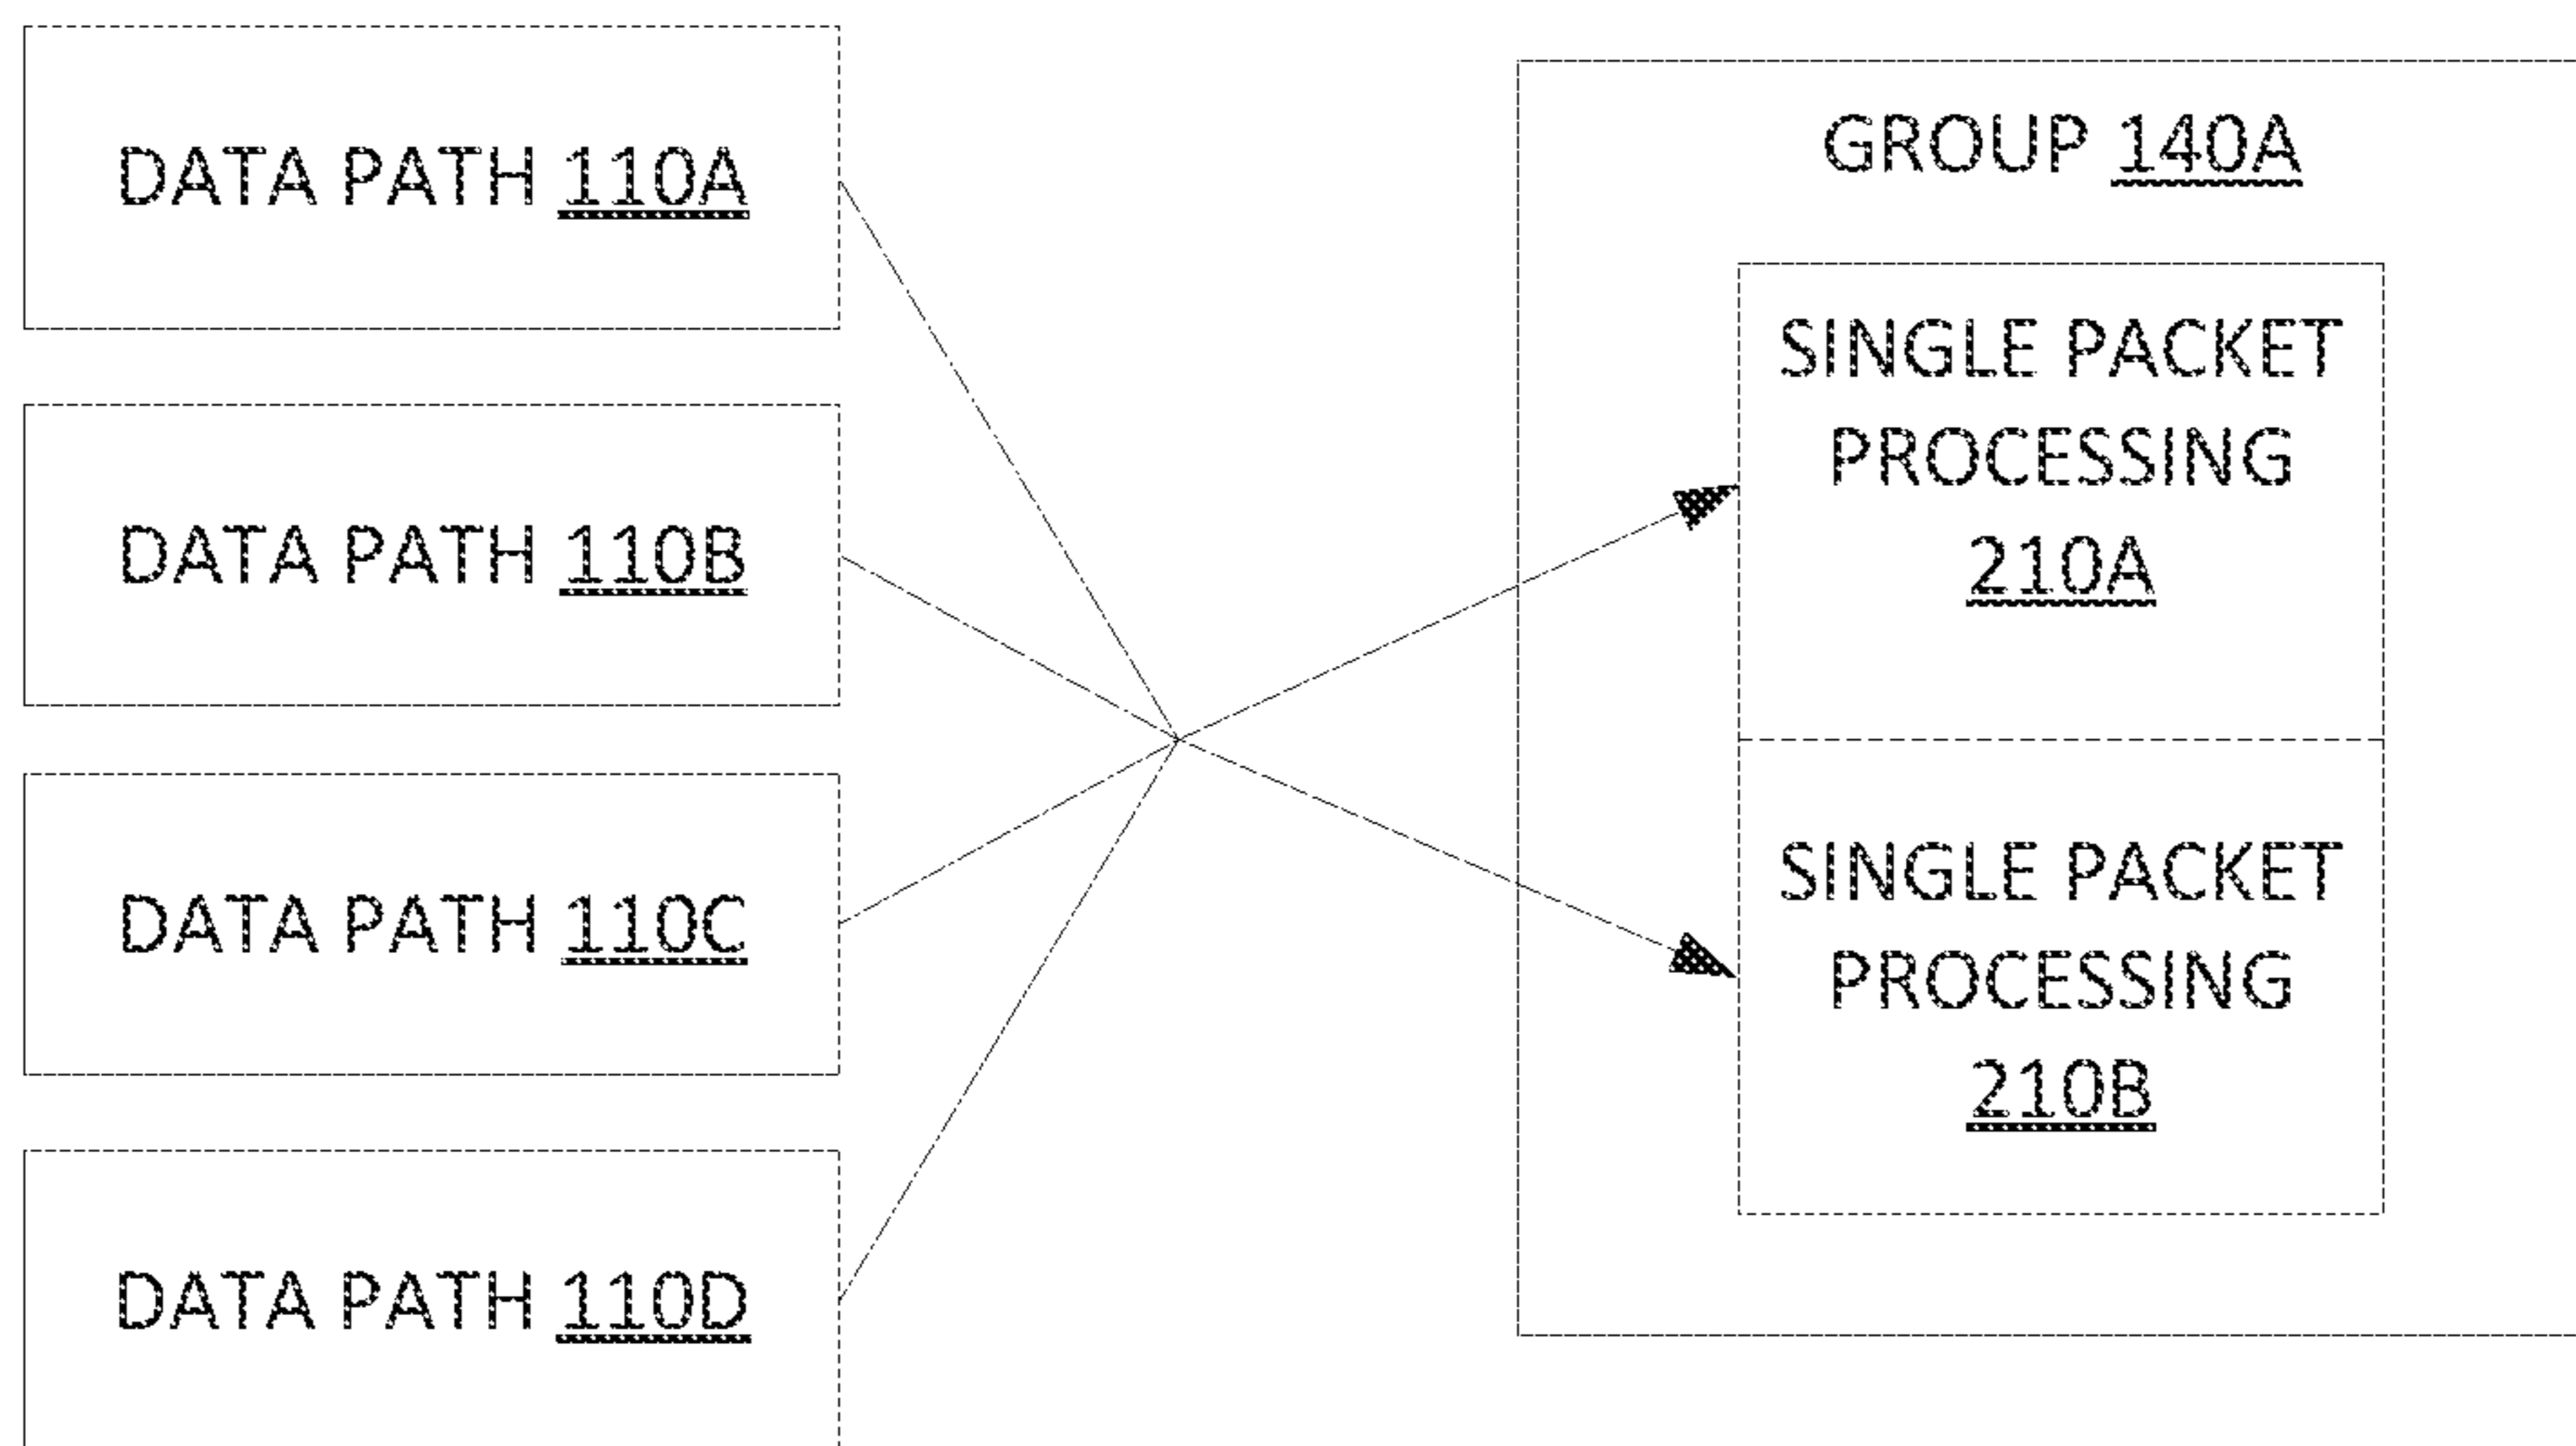 DATA PATH 110A
DATA PATH 110B
DATA PATH 110C
DATA PATH 110D
GROUP 140A
SINGLE PACKET
PROCESSING
210A
SINGLE PACKET
PROCESSING
210B